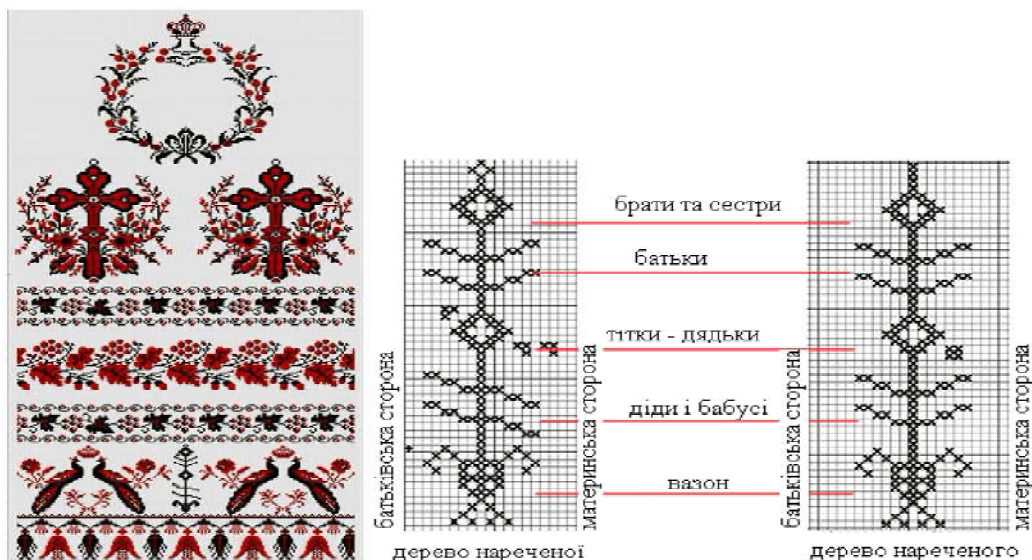 брати та сестри
батьки
тітки - дядьки
діди і бабусі
вазон
батьківська сторона
материнська сторона
батьківська сторона
материнська сторона
дерево нареченої
дерево нареченого